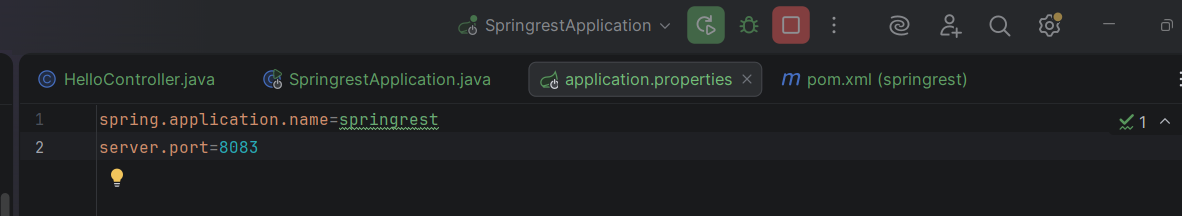 SpringrestApplication
HelloController.java SpringrestApplication.java application.properties pom.xml (springrest)
1 spring.application.name=springrest 1
2 server.port=8083